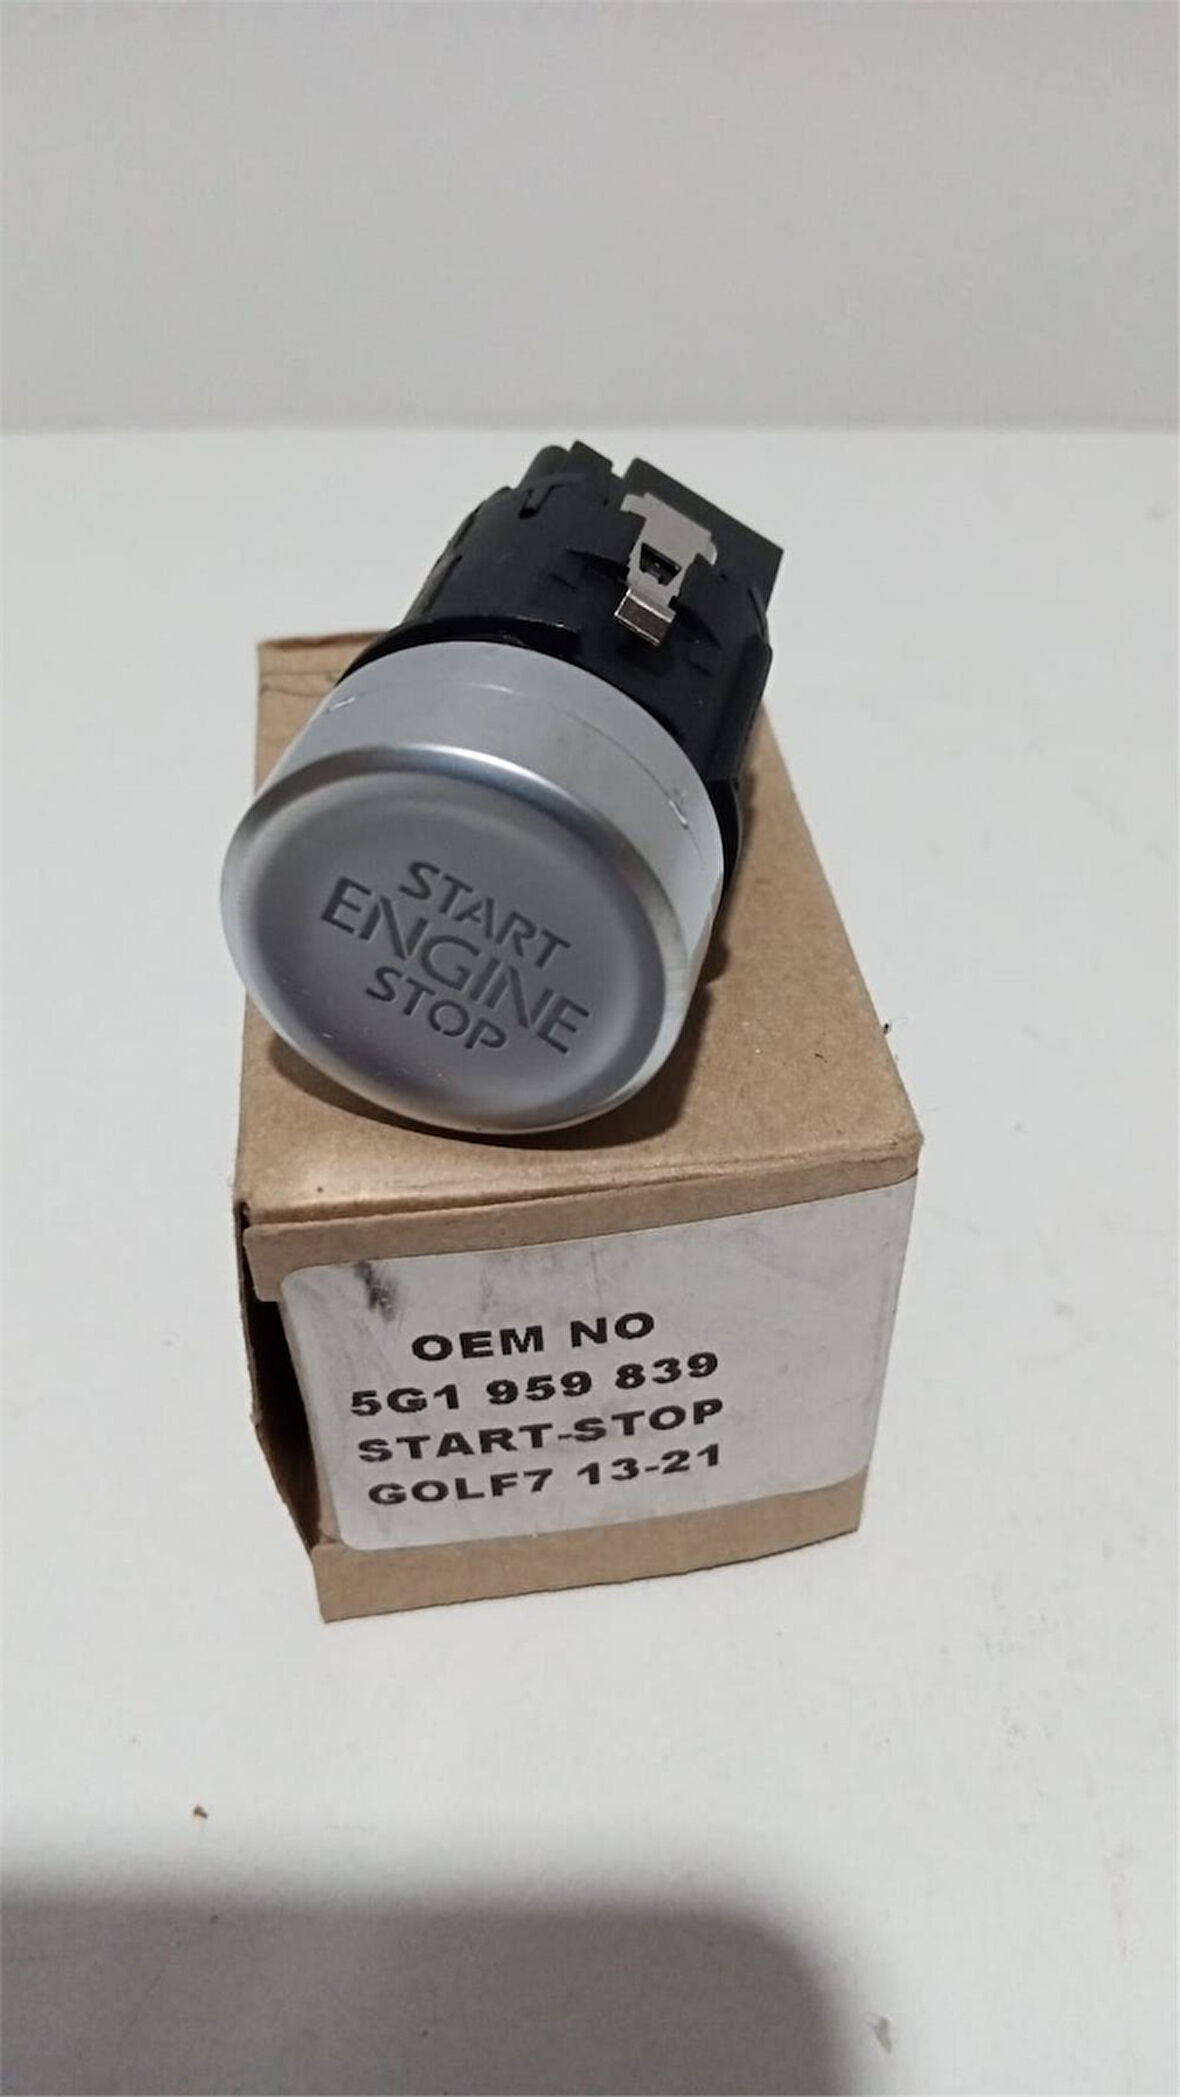 START
ENGINE
STOP
OEM NO
5G1 959 839
START-STOP
GOLF7 13-21